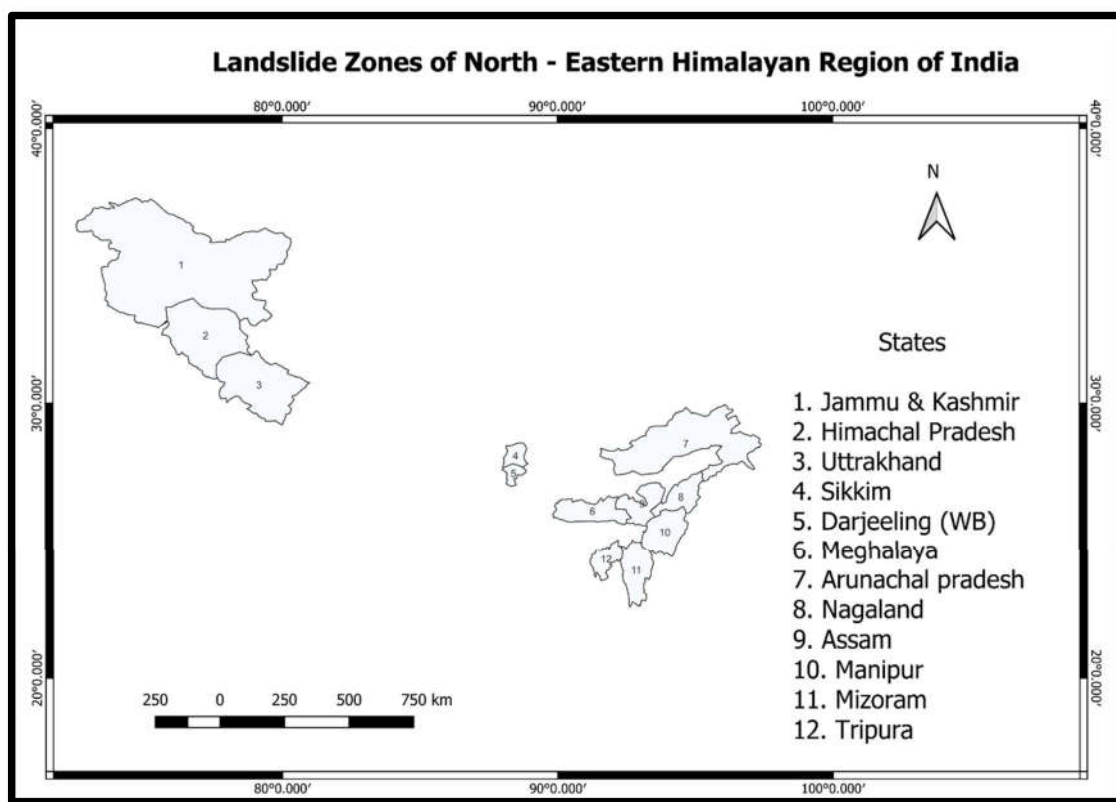 Landslide Zones of North - Eastern Himalayan Region of India
80°0.000' 90°0.000' 100°0.000'
40°0.000' 40°0.000'
N
1
2
3
States
1. Jammu & Kashmir
2. Himachal Pradesh
3. Uttrakhand
4. Sikkim
5. Darjeeling (WB)
6. Meghalaya
7. Arunachal pradesh
8. Nagaland
9. Assam
10. Manipur
11. Mizoram
12. Tripura
30°0.000' 30°0.000'
4
5
7
6
9
8
10
12
11
20°0.000' 20°0.000'
250 0 250 500 750 km
80°0.000' 90°0.000' 100°0.000'